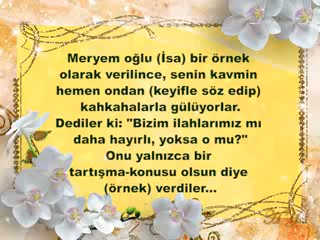 Meryem oğlu (İsa) bir örnek
olarak verilince, senin kavmin
hemen ondan (keyifle söz edip)
kahkahalarla gülüyorlar.
Dediler ki: "Bizim ilahlarımız mı
daha hayırlı, yoksa o mu?"
Onu yalnızca bir
tartışma-konusu olsun diye
(örnek) verdiler...